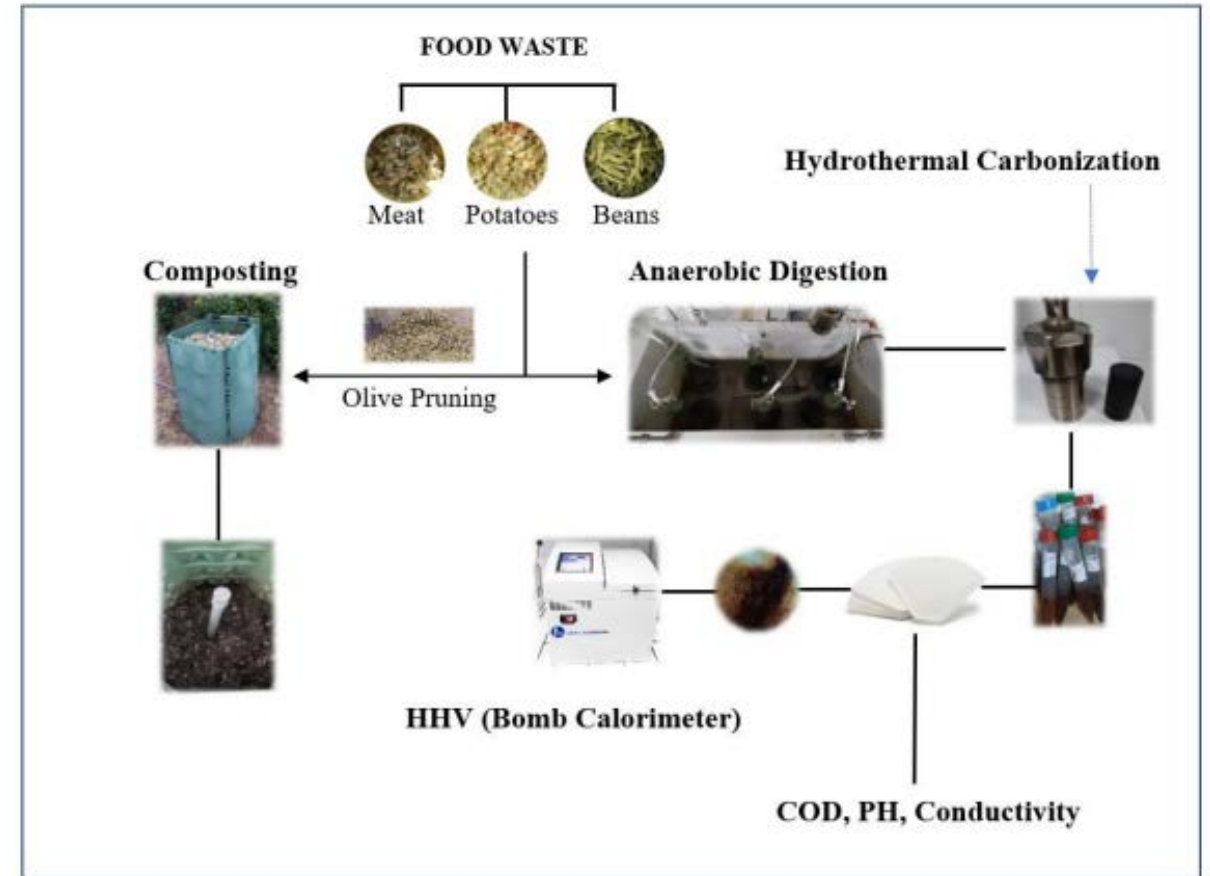 FOOD WASTE
Meat
Potatoes
Beans
Hydrothermal Carbonization
Composting
Anaerobic Digestion
Olive Pruning
HHV (Bomb Calorimeter)
COD, PH, Conductivity